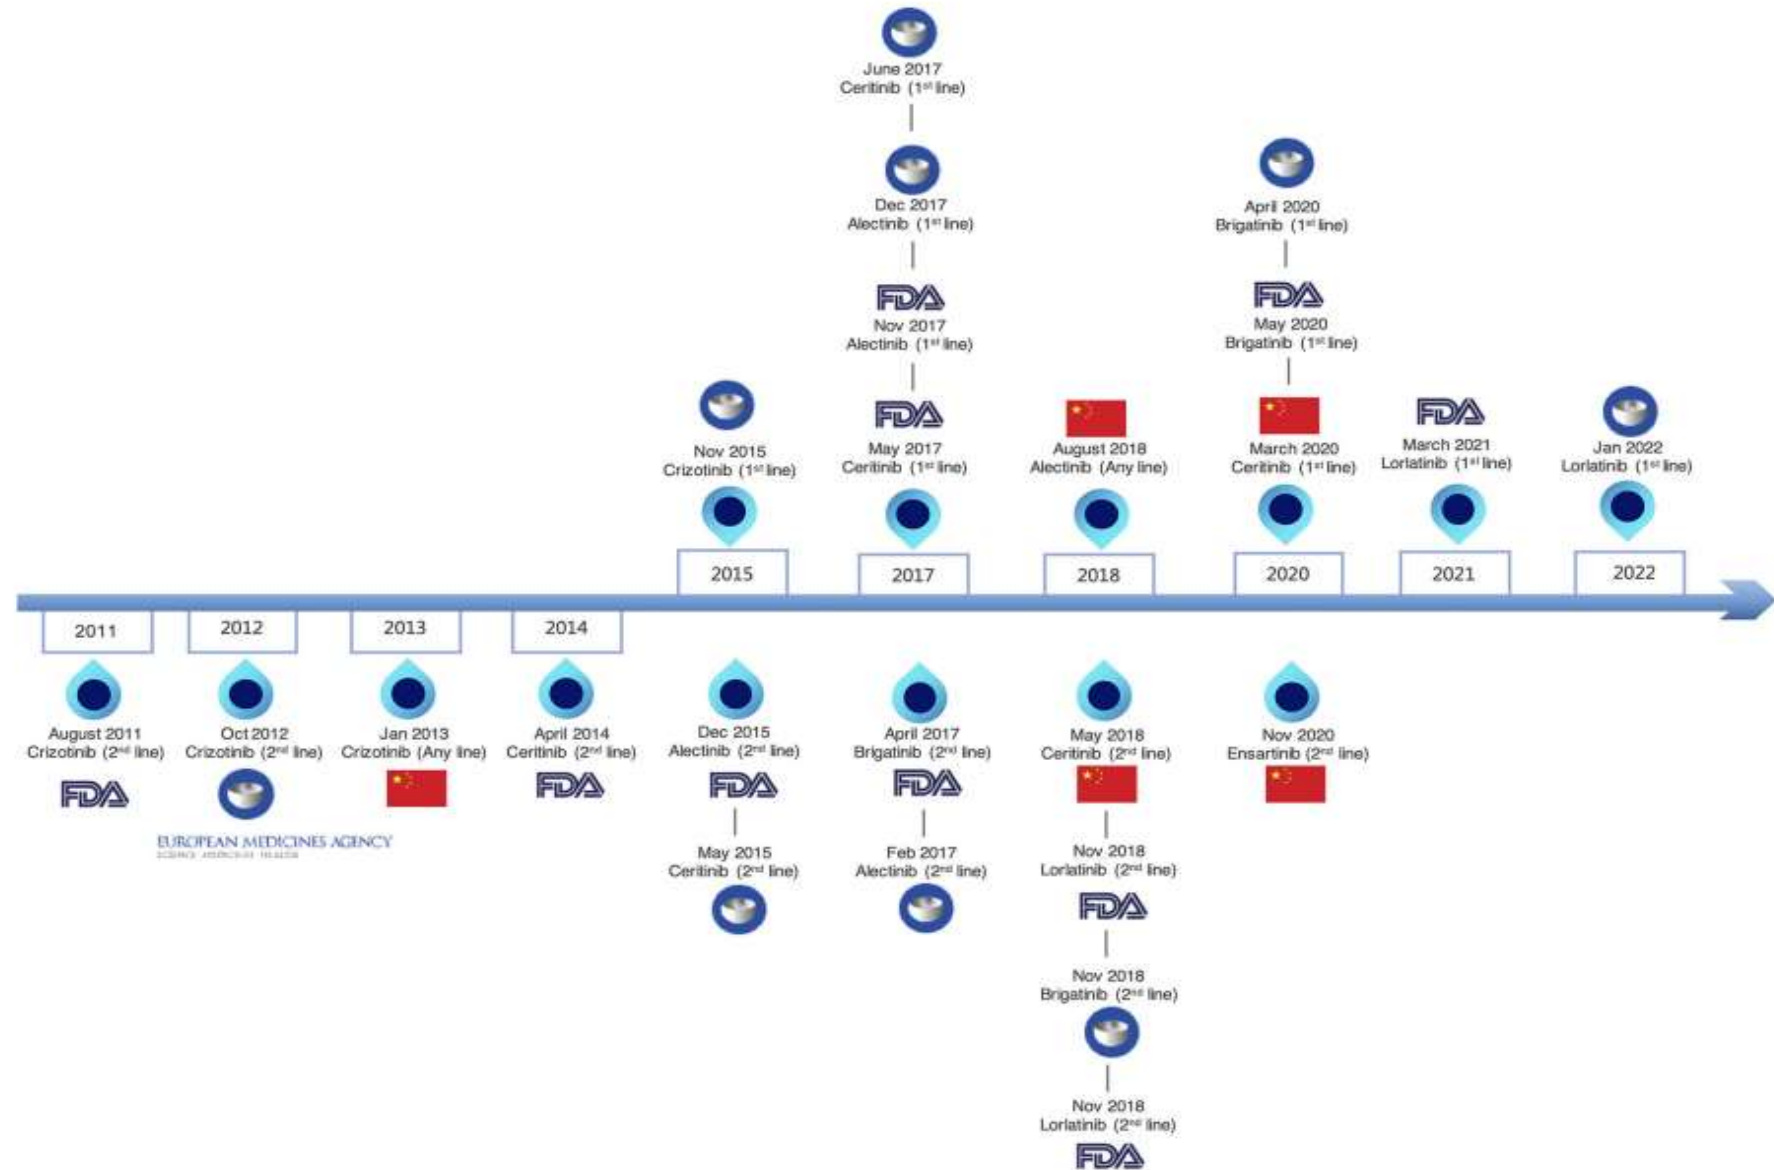 June 2017
Ceritinib (1st line)
Dec 2017
Alectinib (1st line)
FDA
Nov 2017
Alectinib (1st line)
FDA
May 2017
Ceritinib (1st line)
April 2020
Brigatinib (1st line)
FDA
May 2020
Brigatinib (1st line)
Nov 2015
Crizotinib (1st line)
August 2018
Alectinib (Any line)
March 2020
Ceritinib (1st line)
FDA
March 2021
Lorlatinib (1st line)
Jan 2022
Lorlatinib (1st line)
2015
2017
2018
2020
2021
2022
2011
2012
2013
2014
August 2011
Crizotinib (2nd line)
FDA
Oct 2012
Crizotinib (2nd line)
EUROPEAN MEDICINES AGENCY
SCIENCE MEDICINES HEALTH
Jan 2013
Crizotinib (Any line)
April 2014
Ceritinib (2nd line)
FDA
Dec 2015
Alectinib (2nd line)
FDA
May 2015
Ceritinib (2nd line)
April 2017
Brigatinib (2nd line)
FDA
Feb 2017
Alectinib (2nd line)
May 2018
Ceritinib (2nd line)
Nov 2018
Lorlatinib (2nd line)
FDA
Nov 2018
Brigatinib (2nd line)
Nov 2018
Lorlatinib (2nd line)
FDA
Nov 2020
Ensartinib (2nd line)